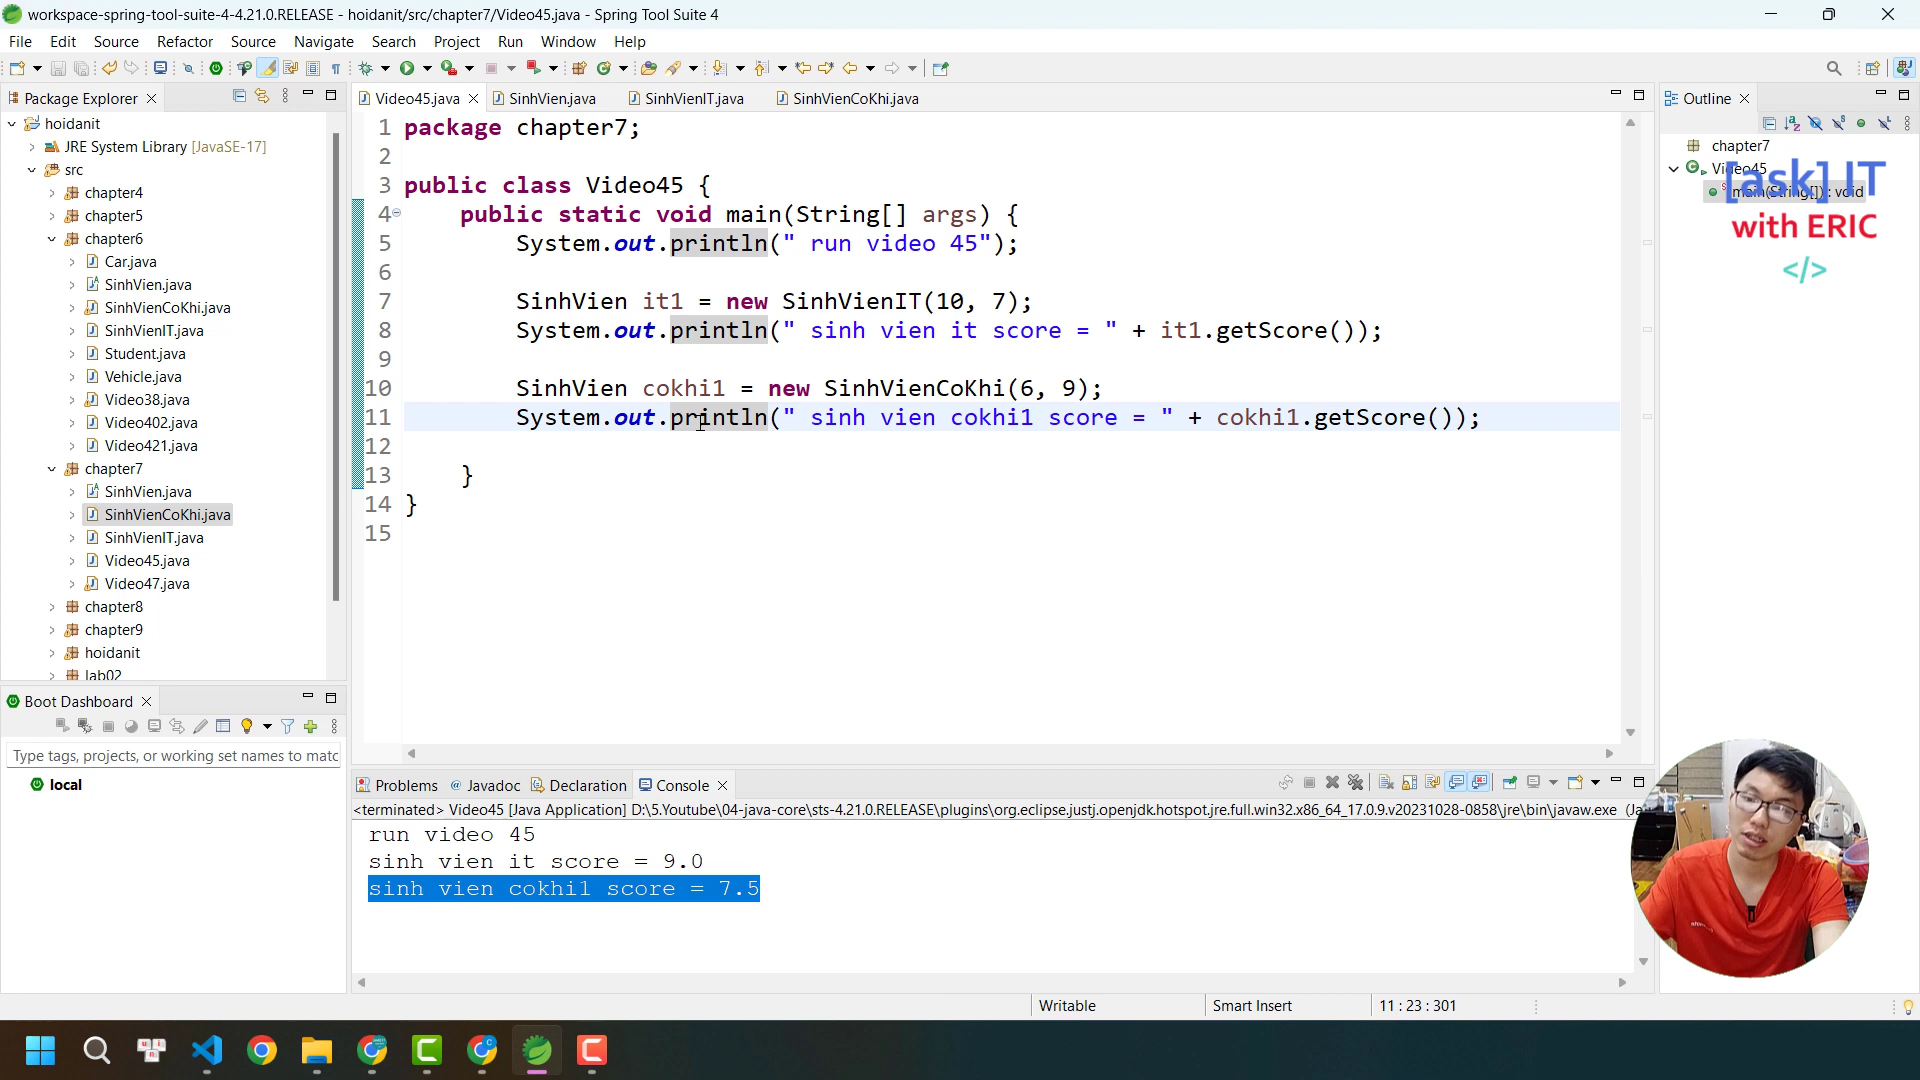 workspace-spring-tool-suite-4-4.21.0.RELEASE - hoidanit/src/chapter7/Video45.java - Spring Tool Suite 4
File Edit Source Refactor Source Navigate Search Project Run Window Help
Package Explorer
hoidanit
JRE System Library [JavaSE-17]
src
chapter4
chapter5
chapter6
Car.java
SinhVien.java
SinhVienCoKhi.java
SinhVienIT.java
Student.java
Vehicle.java
Video38.java
Video402.java
Video421.java
chapter7
SinhVien.java
SinhVienCoKhi.java
SinhVienIT.java
Video45.java
Video47.java
chapter8
chapter9
hoidanit
lab02
Boot Dashboard
Type tags, projects, or working set names to matc
local
Video45.java SinhVien.java SinhVienIT.java SinhVienCoKhi.java
1 package chapter7;
2
3 public class Video45 {
4 public static void main(String[] args) {
5 System.out.println(" run video 45");
6
7 SinhVien it1 = new SinhVienIT(10, 7);
8 System.out.println(" sinh vien it score = " + it1.getScore());
9
10 SinhVien cokhi1 = new SinhVienCoKhi(6, 9);
11 System.out.println(" sinh vien cokhi1 score = " + cokhi1.getScore());
12
13 }
14 }
15
Problems Javadoc Declaration Console
<terminated> Video45 [Java Application] D:\5.Youtube\04-java-core\sts-4.21.0.RELEASE\plugins\org.eclipse.justj.openjdk.hotspot.jre.full.win32.x86_64_17.0.9.v20231028-0858\jre\bin\javaw.exe (Ja
run video 45
sinh vien it score = 9.0
sinh vien cokhi1 score = 7.5
Outline
chapter7
Video45
main(String[]) : void
[ask] IT
with ERIC
</>
Writable Smart Insert 11 : 23 : 301